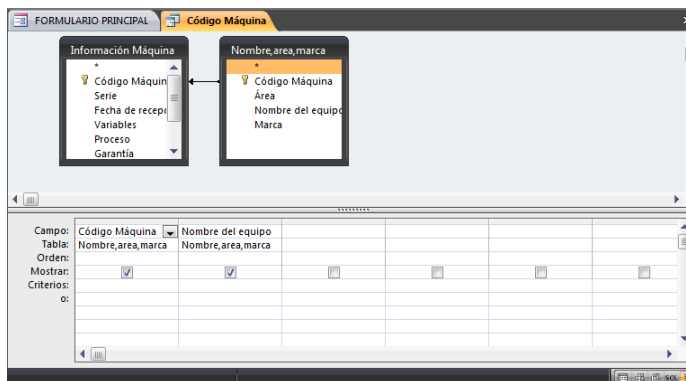 FORMULARIO PRINCIPAL
Código Máquina
Información Máquina
*
Código Máquin
Serie
Fecha de recepc
Variables
Proceso
Garantía
Nombre,area,marca
*
Código Máquina
Área
Nombre del equipo
Marca
Campo: Código Máquina Nombre del equipo
Tabla: Nombre,area,marca Nombre,area,marca
Orden:
Mostrar:
Criterios:
o:
SQL